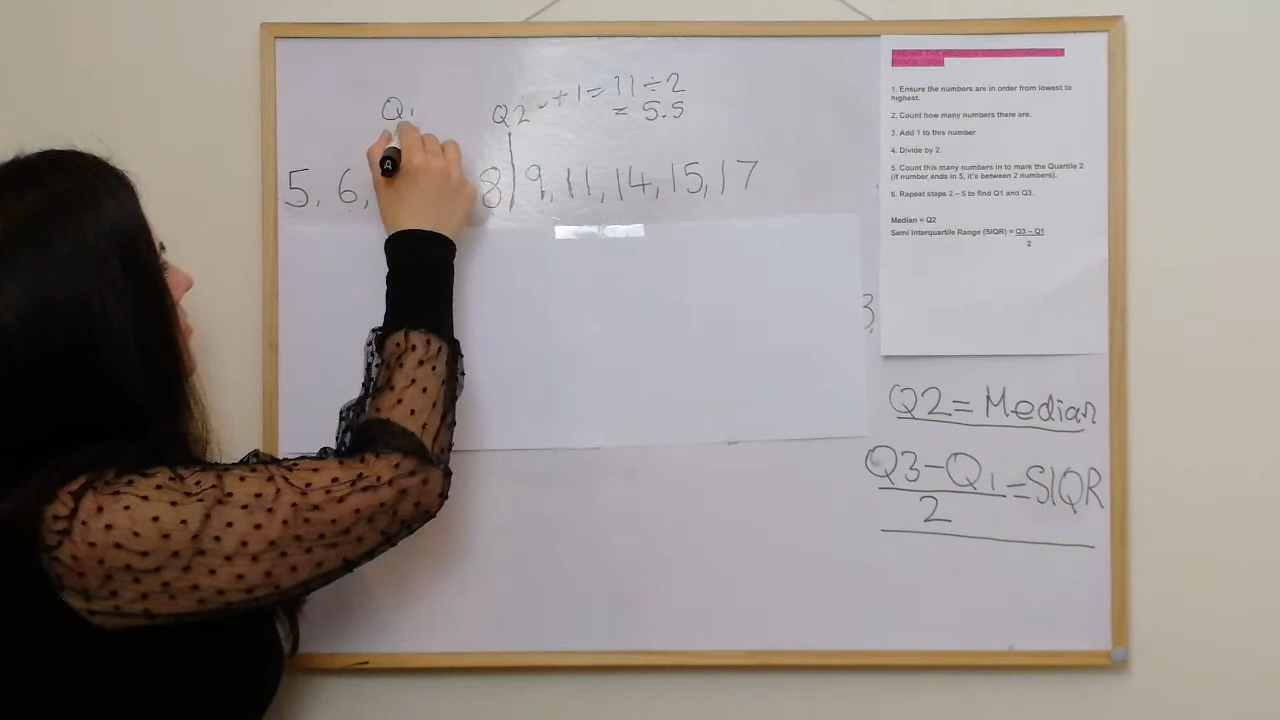 Q1 Q2 + 1 = 11 ÷ 2
= 5.5
5, 6, 8 | 9, 11, 14, 15, 17
3.
1. Ensure the numbers are in order from lowest to
highest.
2. Count how many numbers there are.
3. Add 1 to this number
4. Divide by 2.
5. Count this many numbers in to mark the Quartile 2
(if number ends in 5, it's between 2 numbers).
6. Repeat steps 2 – 5 to find Q1 and Q3.
Median = Q2
Semi Interquartile Range (SIQR) = Q3 – Q1
2
Q2 = Median
Q3 - Q1 = SIQR
2